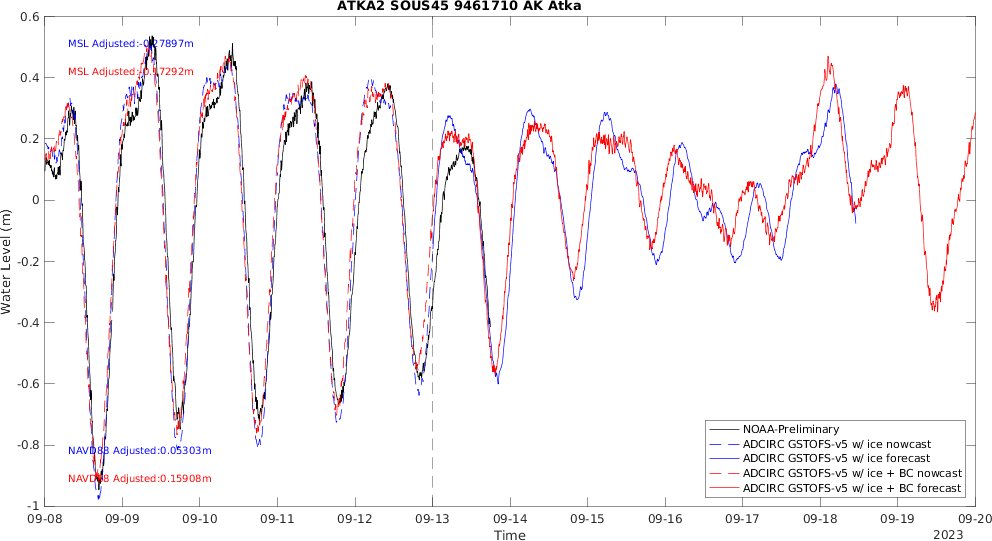 ATKA2 SOUS45 9461710 AK Atka
MSL Adjusted:-0.27897m
MSL Adjusted:-0.17292m
NAVD88 Adjusted:0.05303m
NAVD88 Adjusted:0.15908m
Water Level (m)
0.6
0.4
0.2
0
-0.2
-0.4
-0.6
-0.8
-1
NOAA-Preliminary
ADCIRC GSTOFS-v5 w/ ice nowcast
ADCIRC GSTOFS-v5 w/ ice forecast
ADCIRC GSTOFS-v5 w/ ice + BC nowcast
ADCIRC GSTOFS-v5 w/ ice + BC forecast
09-08 09-09 09-10 09-11 09-12 09-13 09-14 09-15 09-16 09-17 09-18 09-19 09-20
Time
2023